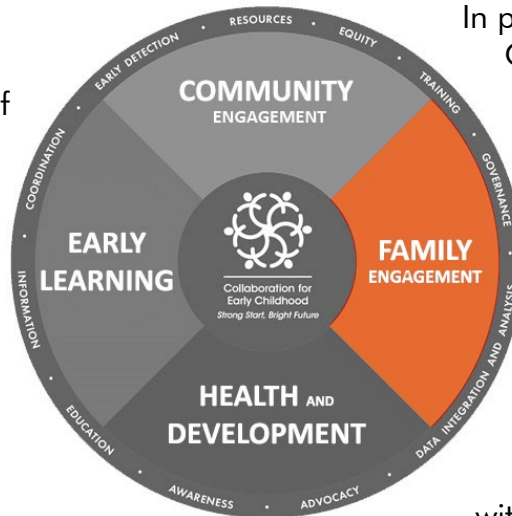 In p
f
RESOURCES • EQUITY • TRAINING • GOVERNANCE • DATA INTEGRATION AND ANALYSIS • ADVOCACY • AWARENESS • EDUCATION • INFORMATION • COORDINATION • EARLY DETECTION •
COMMUNITY
ENGAGEMENT
EARLY
LEARNING
Collaboration for
Early Childhood
Strong Start, Bright Future
FAMILY
ENGAGEMENT
HEALTH AND
DEVELOPMENT
wit